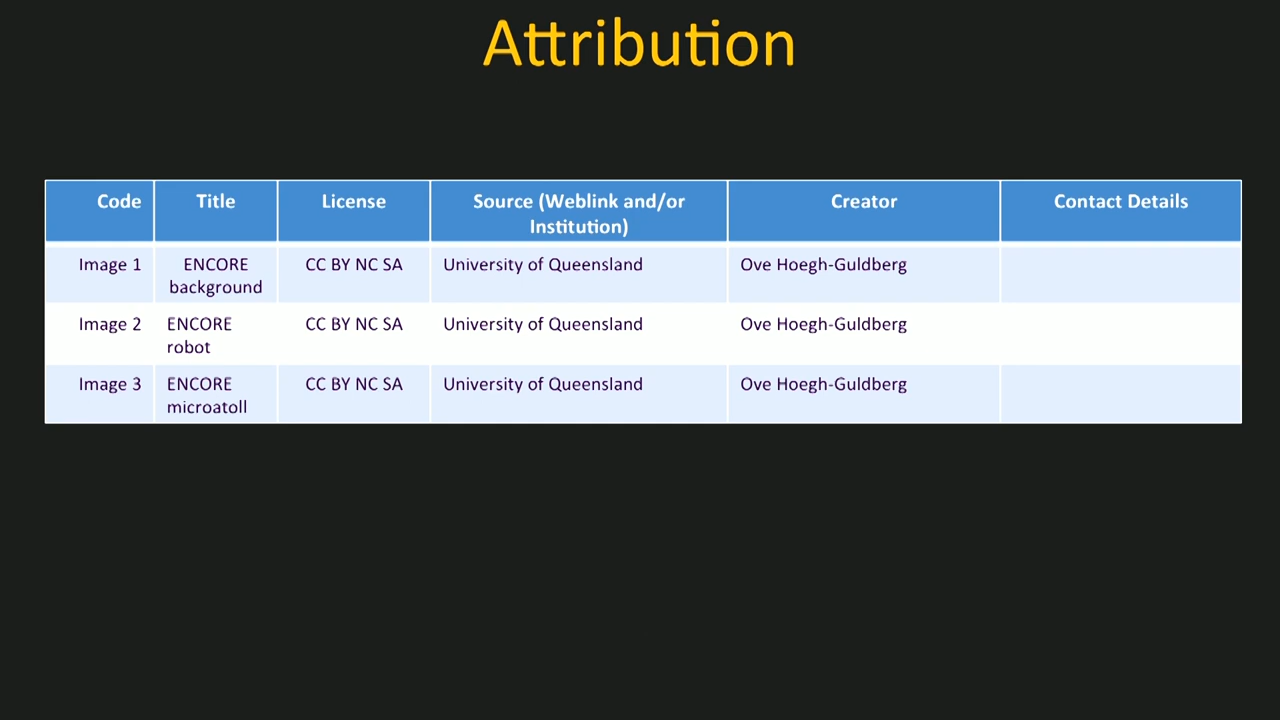 Attribution
Code Title License Source (Weblink and/or Institution) Creator Contact Details
Image 1 ENCORE background CC BY NC SA University of Queensland Ove Hoegh-Guldberg
Image 2 ENCORE robot CC BY NC SA University of Queensland Ove Hoegh-Guldberg
Image 3 ENCORE microatoll CC BY NC SA University of Queensland Ove Hoegh-Guldberg